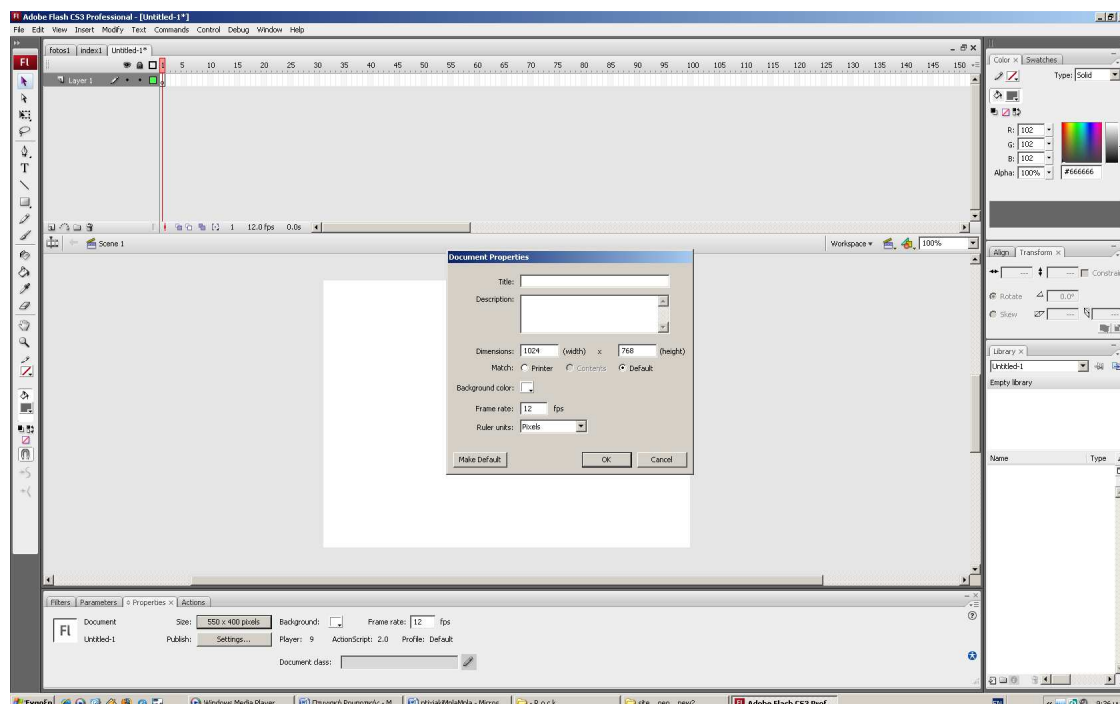 Adobe Flash CS3 Professional - [Untitled-1*]
File Edit View Insert Modify Text Commands Control Debug Window Help
fotos1 index1 Untitled-1*
5 10 15 20 25 30 35 40 45 50 55 60 65 70 75 80 85 90 95 100 105 110 115 120 125 130 135 140 145 150
Layer 1
1 12.0 fps 0.0s
Scene 1
Workspace 100%
Document Properties
Title:
Description:
Dimensions: 1024 (width) x 768 (height)
Match: Printer Contents Default
Background color:
Frame rate: 12 fps
Ruler units: Pixels
Make Default OK Cancel
Filters Parameters Properties Actions
Fl
Document
Untitled-1
Size: 550 x 400 pixels
Background:
Frame rate: 12 fps
Publish: Settings...
Player: 9 ActionScript: 2.0 Profile: Default
Document class:
Color Swatches
Type: Solid
R: 102
G: 102
B: 102
Alpha: 100% #666666
Align Transform
Constrain
Rotate 0.0°
Skew
Library
Untitled-1
Empty library
Name Type
Windows Media Player
Adobe Flash CS3 Prof...